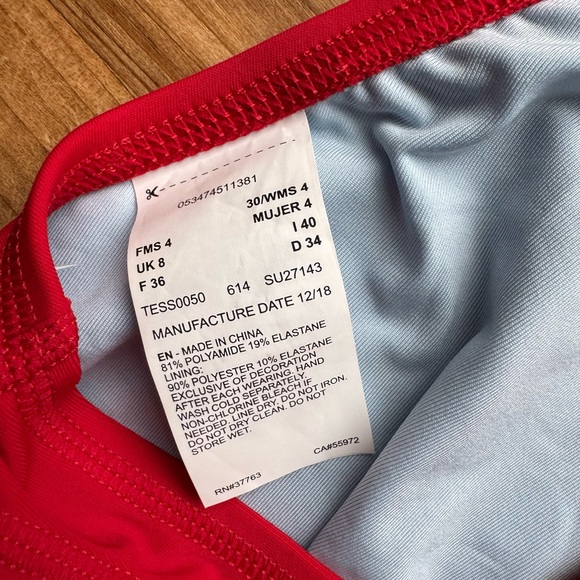 053474511381
30/WMS 4
FMS 4 MUJER 4
UK 8 I 40
F 36 D 34
TESS0050 614 SU27143
MANUFACTURE DATE 12/18
EN - MADE IN CHINA
81% POLYAMIDE 19% ELASTANE
LINING:
90% POLYESTER 10% ELASTANE
EXCLUSIVE OF DECORATION
AFTER EACH WEARING, HAND
WASH COLD SEPARATELY.
NON-CHLORINE BLEACH IF
NEEDED. LINE DRY. DO NOT IRON.
DO NOT DRY CLEAN. DO NOT
STORE WET.
RN#37763 CA#55972